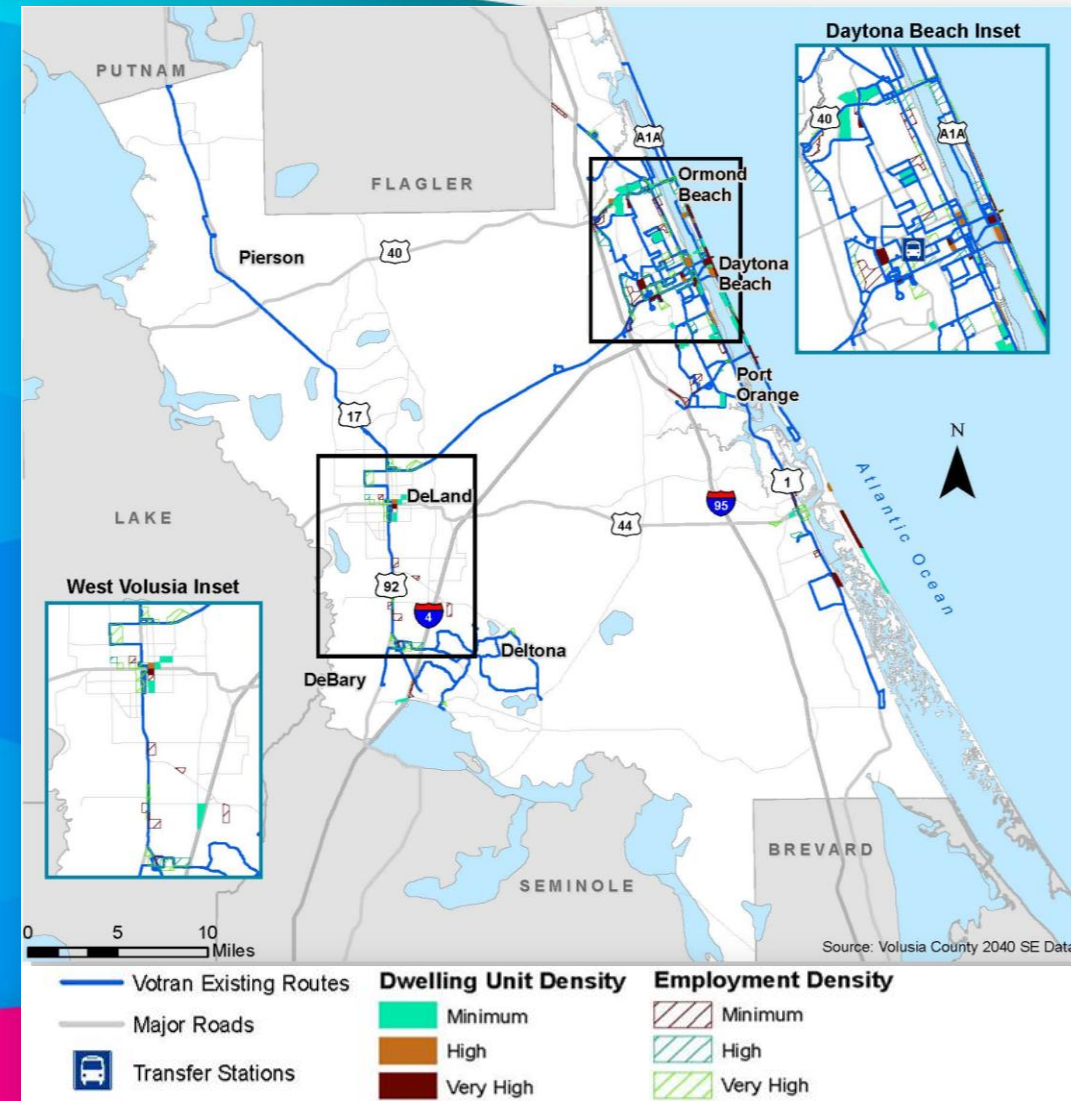 Daytona Beach Inset
PUTNAM
40
A1A
A1A
FLAGLER
Ormond
Beach
Pierson
40
Daytona
Beach
Port
Orange
17
N
DeLand
1
95
LAKE
44
Atlantic Ocean
West Volusia Inset
92
4
Deltona
DeBary
BREVARD
SEMINOLE
0 5 10
Miles
Source: Volusia County 2040 SE Data
Votran Existing Routes
Major Roads
Transfer Stations
Dwelling Unit Density
Minimum
High
Very High
Employment Density
Minimum
High
Very High